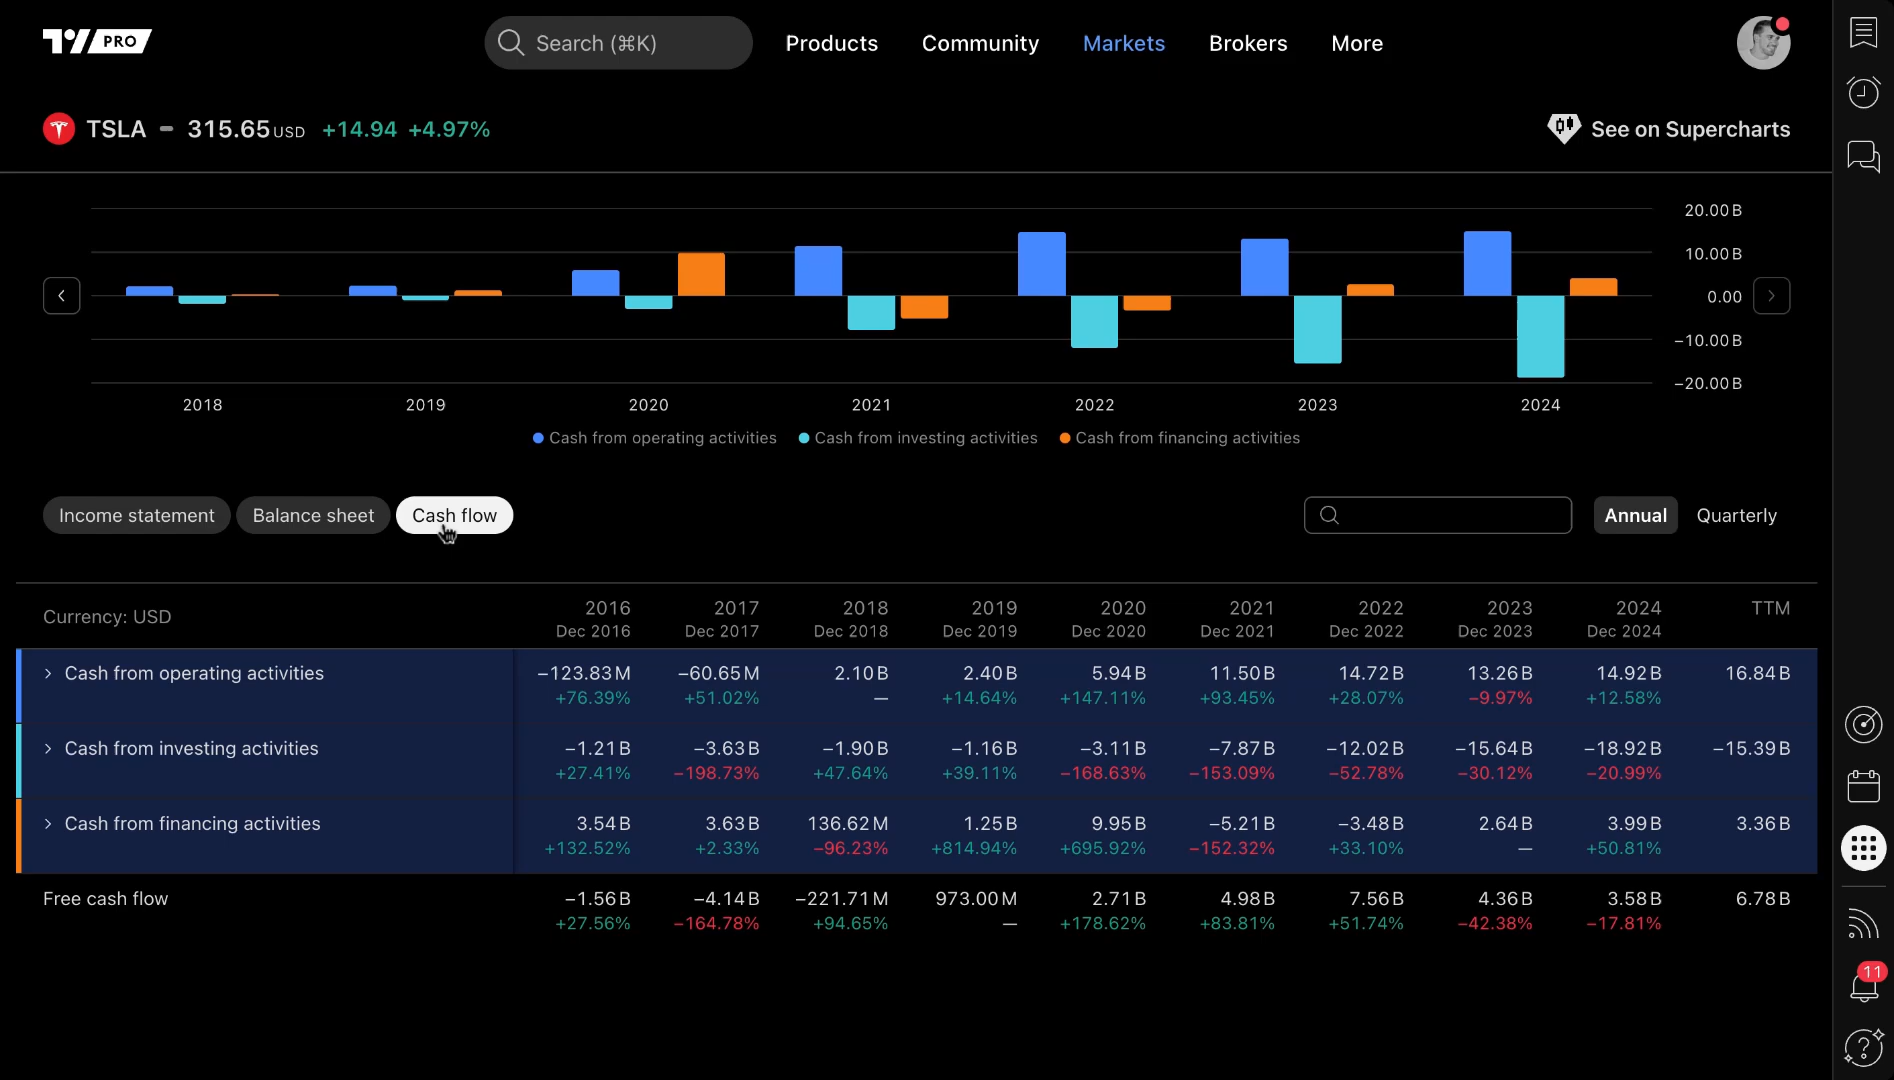 TV PRO
Search (⌘K)
Products
Community
Markets
Brokers
More
TSLA
315.65 USD +14.94 +4.97%
See on Supercharts
20.00 B
10.00 B
0.00
−10.00 B
−20.00 B
2018 2019 2020 2021 2022 2023 2024
Cash from operating activities Cash from investing activities Cash from financing activities
Income statement
Balance sheet
Cash flow
Annual
Quarterly
Currency: USD
2016 2017 2018 2019 2020 2021 2022 2023 2024 TTM
Dec 2016 Dec 2017 Dec 2018 Dec 2019 Dec 2020 Dec 2021 Dec 2022 Dec 2023 Dec 2024
Cash from operating activities −123.83 M −60.65 M 2.10 B 2.40 B 5.94 B 11.50 B 14.72 B 13.26 B 14.92 B 16.84 B
+76.39% +51.02% — +14.64% +147.11% +93.45% +28.07% −9.97% +12.58%
Cash from investing activities −1.21 B −3.63 B −1.90 B −1.16 B −3.11 B −7.87 B −12.02 B −15.64 B −18.92 B −15.39 B
+27.41% −198.73% +47.64% +39.11% −168.63% −153.09% −52.78% −30.12% −20.99%
Cash from financing activities 3.54 B 3.63 B 136.62 M 1.25 B 9.95 B −5.21 B −3.48 B 2.64 B 3.99 B 3.36 B
+132.52% +2.33% −96.23% +814.94% +695.92% −152.32% +33.10% — +50.81%
Free cash flow −1.56 B −4.14 B −221.71 M 973.00 M 2.71 B 4.98 B 7.56 B 4.36 B 3.58 B 6.78 B
+27.56% −164.78% +94.65% — +178.62% +83.81% +51.74% −42.38% −17.81%
11